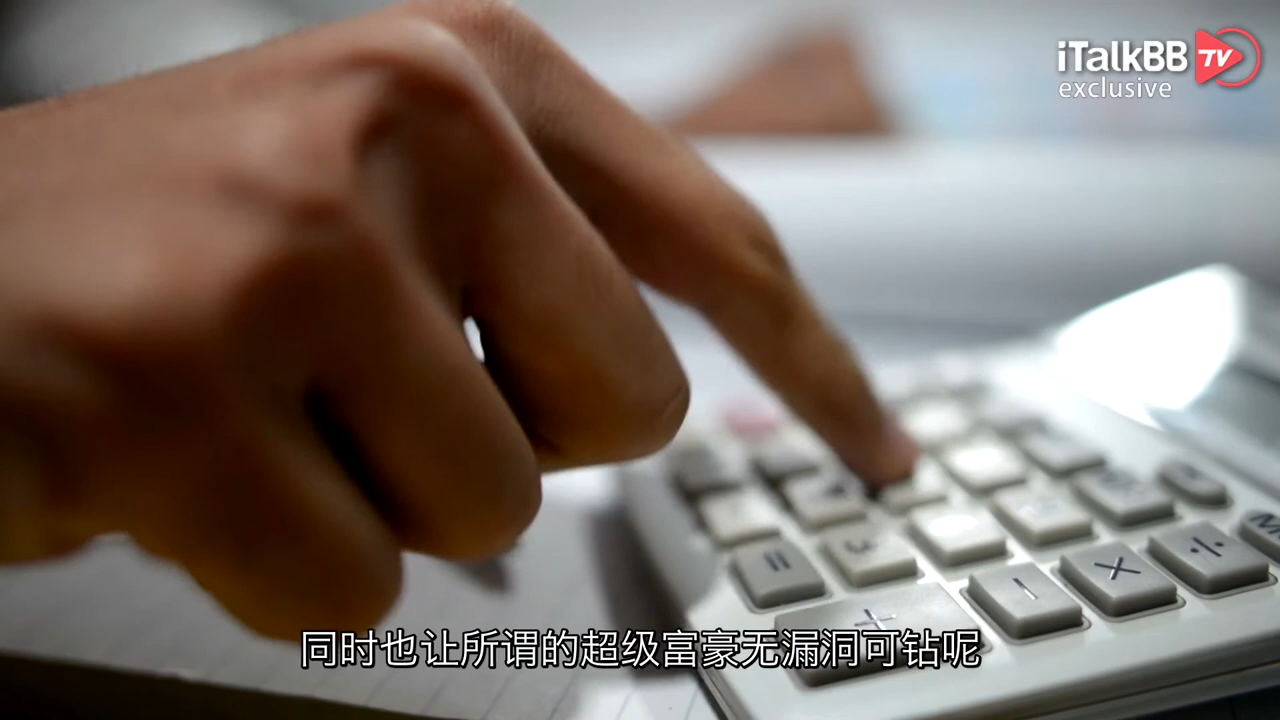 iTalkBB TV
exclusive
同时也让所谓的超级富豪无漏洞可钻呢
=
3
+
-
×
÷